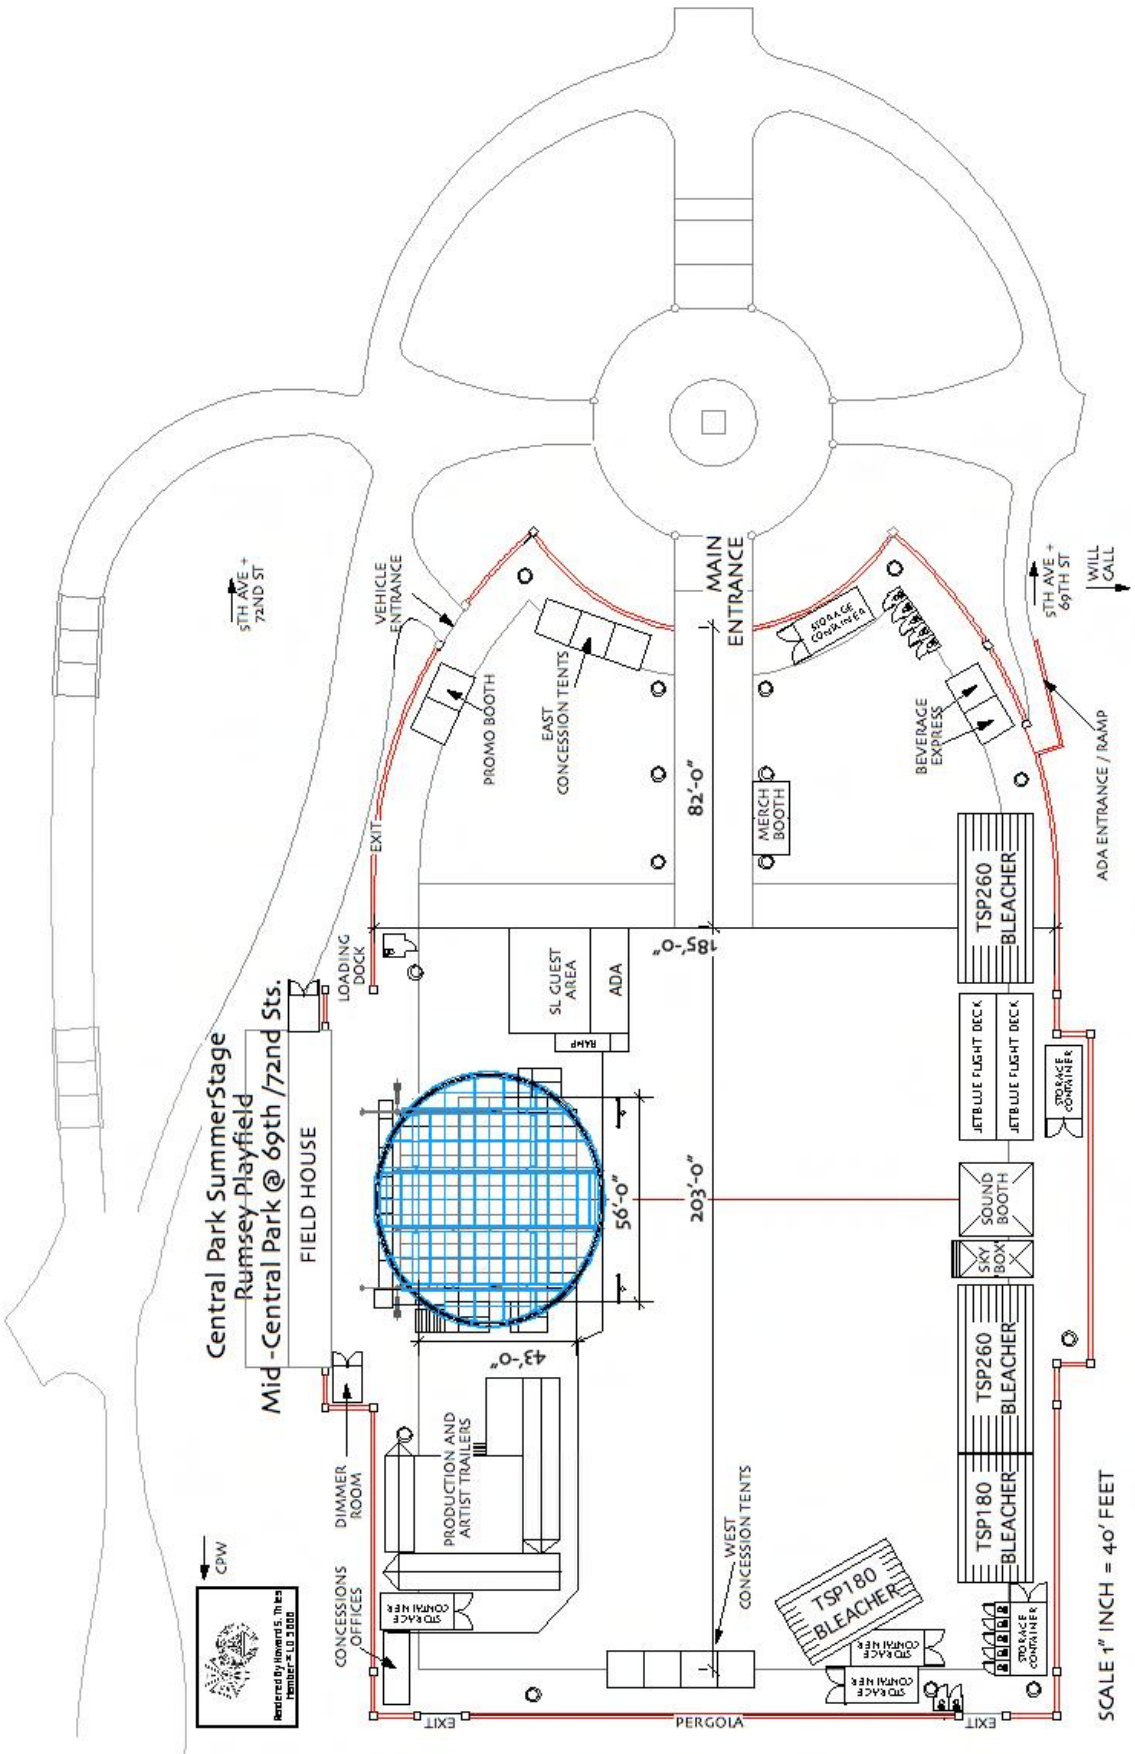 Central Park SummerStage
Rumsey Playfield
Mid-Central Park @ 69th /72nd Sts.
CPW
Rendered By Howard S. Thies
5TH AVE +
72ND ST
CONCESSIONS
OFFICES
DIMMER
ROOM
FIELD HOUSE
LOADING
DOCK
EXIT
VEHICLE
ENTRANCE
STORAGE
CONTAINER
PRODUCTION AND
ARTIST TRAILERS
43'-0"
56'-0"
RAMP
SL GUEST
AREA
ADA
PROMO BOOTH
EAST
CONCESSION TENTS
EXIT
PERGOLA
EXIT
WEST
CONCESSION TENTS
203'-0"
185'-0"
82'-0"
MAIN
ENTRANCE
MERCH
BOOTH
STORAGE
CONTAINER
BEVERAGE
EXPRESS
TSP180
BLEACHER
STORAGE
CONTAINER
STORAGE
CONTAINER
STORAGE
CONTAINER
TSP180
BLEACHER
TSP260
BLEACHER
SKY
BOX
SOUND
BOOTH
JETBLUE FLIGHT DECK
JETBLUE FLIGHT DECK
STORAGE
CONTAINER
TSP260
BLEACHER
5TH AVE +
69TH ST
WILL
CALL
ADA ENTRANCE / RAMP
SCALE 1" INCH = 40' FEET